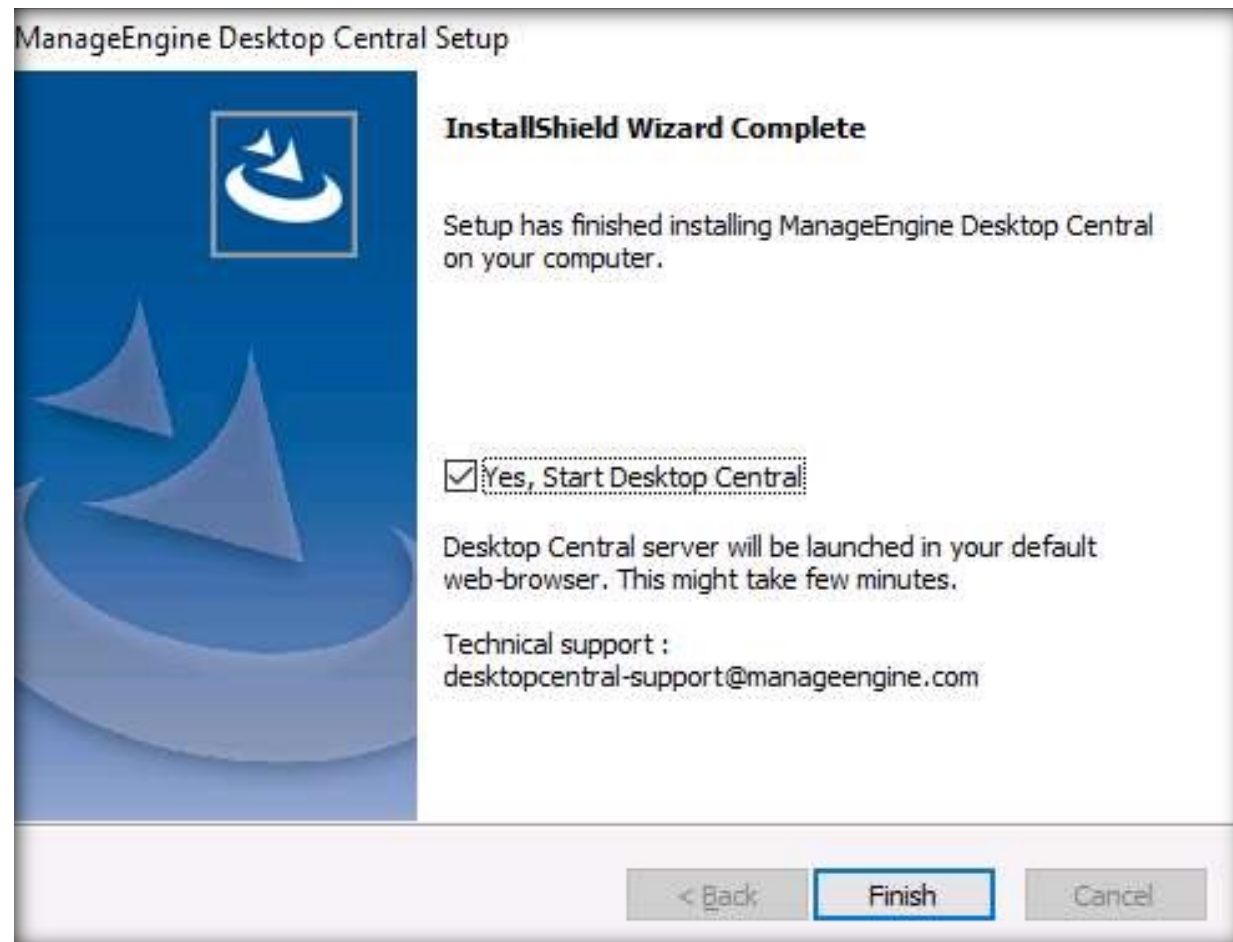 ManageEngine Desktop Central Setup
InstallShield Wizard Complete
Setup has finished installing ManageEngine Desktop Central
on your computer.
Yes, Start Desktop Central
Desktop Central server will be launched in your default
web-browser. This might take few minutes.
Technical support :
desktopcentral-support@manageengine.com
< Back
Finish
Cancel